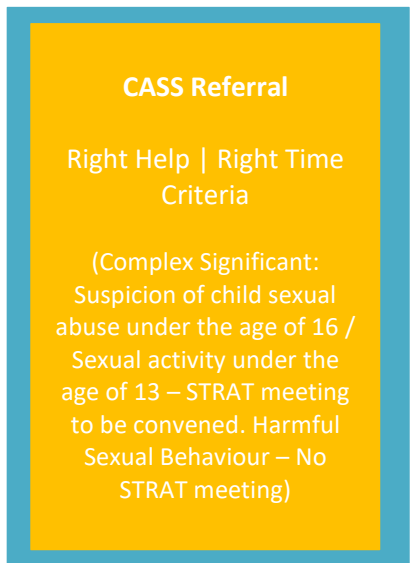 CASS Referral
Right Help | Right Time
Criteria
(Complex Significant:
Suspicion of child sexual
abuse under the age of 16 /
Sexual activity under the
age of 13 – STRAT meeting
to be convened. Harmful
Sexual Behaviour – No
STRAT meeting)